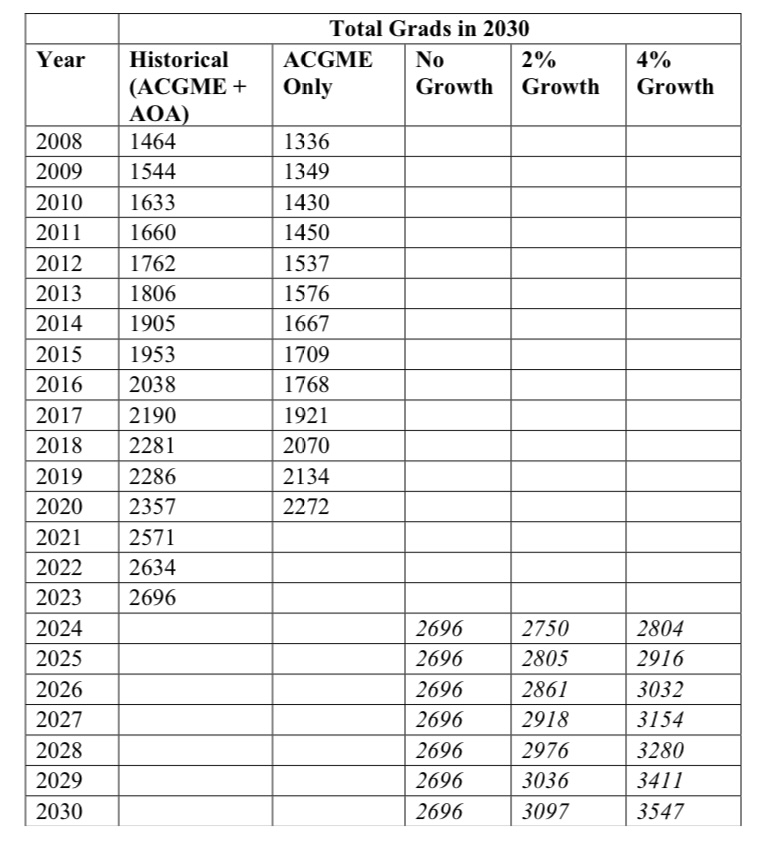 Total Grads in 2030
Year Historical (ACGME + AOA) ACGME Only No Growth 2% Growth 4% Growth
2008 1464 1336
2009 1544 1349
2010 1633 1430
2011 1660 1450
2012 1762 1537
2013 1806 1576
2014 1905 1667
2015 1953 1709
2016 2038 1768
2017 2190 1921
2018 2281 2070
2019 2286 2134
2020 2357 2272
2021 2571
2022 2634
2023 2696
2024 2696 2750 2804
2025 2696 2805 2916
2026 2696 2861 3032
2027 2696 2918 3154
2028 2696 2976 3280
2029 2696 3036 3411
2030 2696 3097 3547